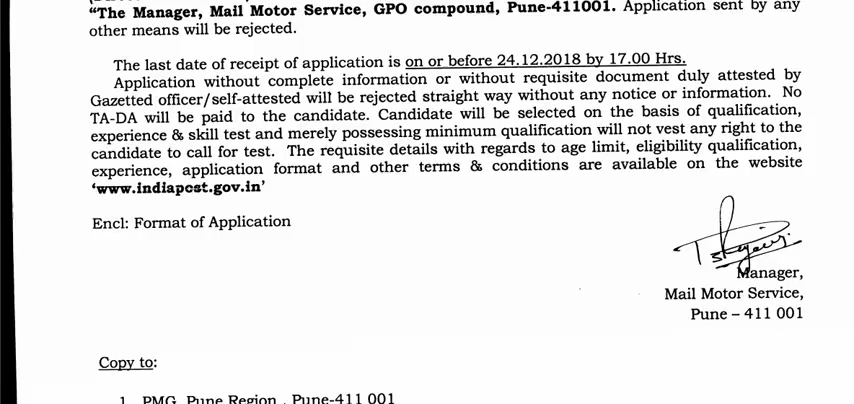 “The Manager, Mail Motor Service, GPO compound, Pune-411001. Application sent by any
other means will be rejected.
The last date of receipt of application is on or before 24.12.2018 by 17.00 Hrs.
Application without complete information or without requisite document duly attested by
Gazetted officer/self-attested will be rejected straight way without any notice or information. No
TA-DA will be paid to the candidate. Candidate will be selected on the basis of qualification,
experience & skill test and merely possessing minimum qualification will not vest any right to the
candidate to call for test. The requisite details with regards to age limit, eligibility qualification,
experience, application format and other terms & conditions are available on the website
‘www.indiapost.gov.in’
Encl: Format of Application
Manager,
Mail Motor Service,
Pune – 411 001
Copy to:
1. PMG, Pune Region , Pune-411 001